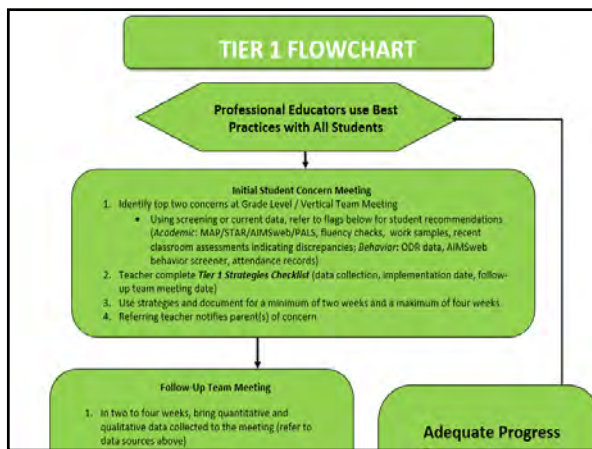 TIER 1 FLOWCHART
Professional Educators use Best
Practices with All Students
Initial Student Concern Meeting
1. Identify top two concerns at Grade Level / Vertical Team Meeting
• Using screening or current data, refer to flags below for student recommendations
(Academic: MAP/STAR/AIMSweb/PALS, fluency checks, work samples, recent
classroom assessments indicating discrepancies; Behavior: ODR data, AIMSweb
behavior screener, attendance records)
2. Teacher complete Tier 1 Strategies Checklist (data collection, implementation date, follow-
up team meeting date)
3. Use strategies and document for a minimum of two weeks and a maximum of four weeks
4. Referring teacher notifies parent(s) of concern
Follow-Up Team Meeting
1. In two to four weeks, bring quantitative and
qualitative data collected to the meeting (refer to
data sources above)
Adequate Progress